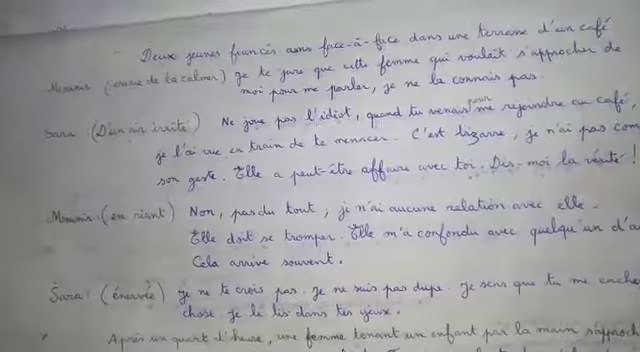 Deux jeunes fiancés assis face-à-face dans une terrasse d'un café
Mounir (essaie de la calmer) je te jure que cette femme qui voulait s'approcher de
moi pour me parler, je ne la connais pas.
Sara (D'un air irrité) Ne joue pas l'idiot, quand tu venais pour me rejoindre au café
je l'ai vue en train de te menacer. C'est bizarre, je n'ai pas com
son geste. Elle a peut-être affaire avec toi. Dis-moi la vérité!
Mounir: (en riant) Non, pas du tout, je n'ai aucune relation avec elle.
Elle doit se tromper. Elle m'a confondu avec quelqu'un d'a
Cela arrive souvent.
Sara: (énervée) je ne te crois pas. Je ne suis pas dupe. je sens que tu me cache
chose. je le lis dans tes yeux.
Après un quart d'heure, une femme tenant un enfant par la main s'approch